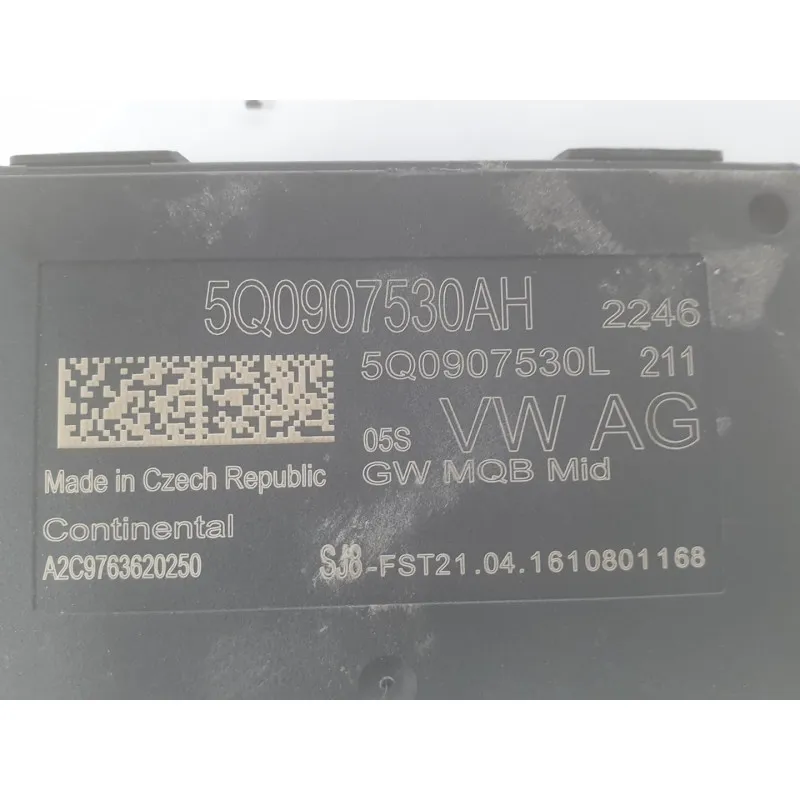 5Q0907530AH 2246
5Q0907530L 211
05S VW AG
Made in Czech Republic GW MQB Mid
Continental
A2C9763620250 SJ8-FST21.04.1610801168